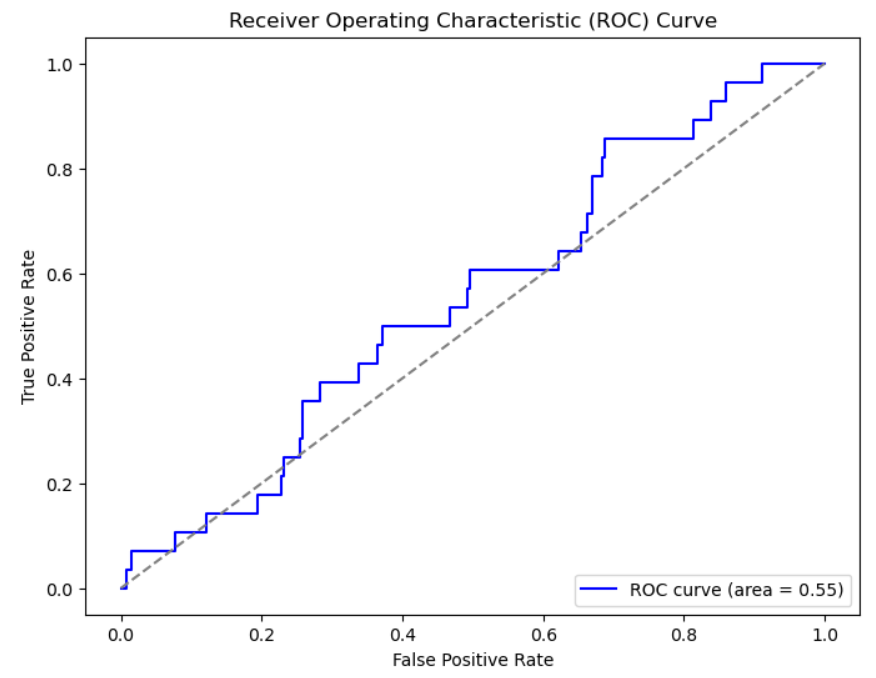 Receiver Operating Characteristic (ROC) Curve
1.0
0.8
0.6
0.4
0.2
0.0
True Positive Rate
ROC curve (area = 0.55)
0.0 0.2 0.4 0.6 0.8 1.0
False Positive Rate